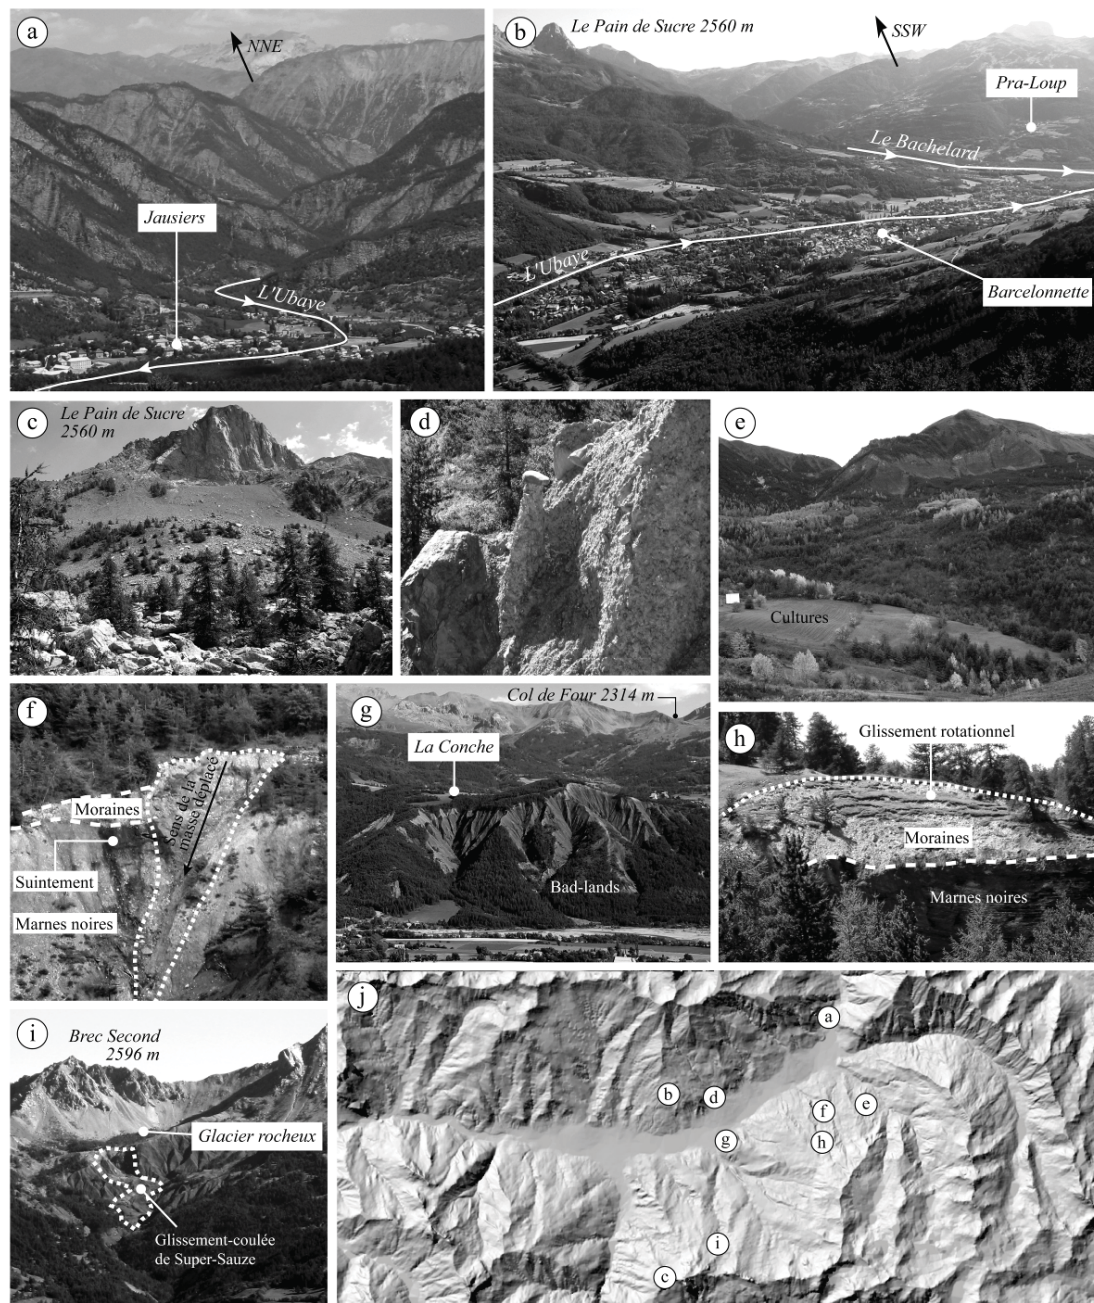 a
NNE
Jausiers
L'Ubaye
b
Le Pain de Sucre 2560 m
SSW
Pra-Loup
Le Bachelard
L'Ubaye
Barcelonnette
c
Le Pain de Sucre
2560 m
d
e
Cultures
f
Moraines
Sens de la
masse déplacé
Suintement
Marnes noires
g
Col de Four 2314 m
La Conche
Bad-lands
h
Glissement rotationnel
Moraines
Marnes noires
i
Brec Second
2596 m
Glacier rocheux
Glissement-coulée
de Super-Sauze
j
a
b
d
f
e
g
h
i
c